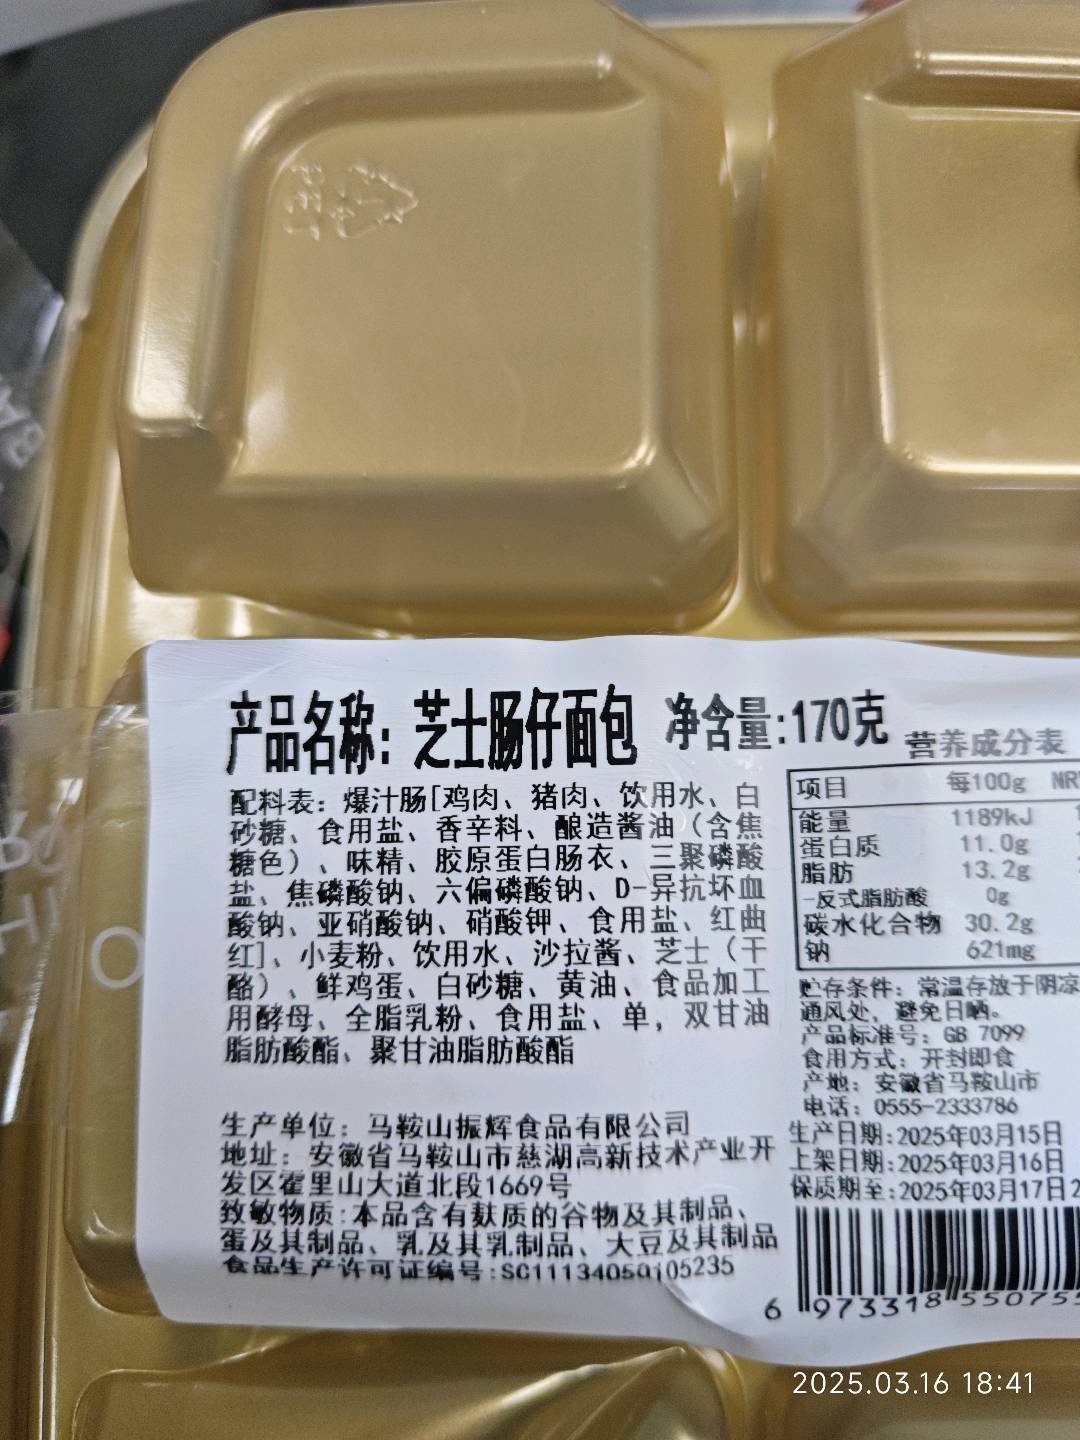 产品名称: 芝士肠仔面包 净含量:170克
配料表: 爆汁肠[鸡肉、猪肉、饮用水、白
砂糖、食用盐、香辛料、酿造酱油（含焦
糖色）、味精、胶原蛋白肠衣、三聚磷酸
盐、焦磷酸钠、六偏磷酸钠、D-异抗坏血
酸钠、亚硝酸钠、硝酸钾、食用盐、红曲
红]、小麦粉、饮用水、沙拉酱、芝士（干
酪）、鲜鸡蛋、白砂糖、黄油、食品加工
用酵母、全脂乳粉、食用盐、单，双甘油
脂肪酸酯、聚甘油脂肪酸酯
生产单位: 马鞍山振辉食品有限公司
地址: 安徽省马鞍山市慈湖高新技术产业开
发区霍里山大道北段1669号
致敏物质:本品含有麸质的谷物及其制品、
蛋及其制品、乳及其乳制品、大豆及其制品
食品生产许可证编号:SC11134050105235
营养成分表
项目 每100g NR
能量 1189kJ
蛋白质 11.0g
脂肪 13.2g
-反式脂肪酸 0g
碳水化合物 30.2g
钠 621mg
贮存条件: 常温存放于阴凉
通风处，避免日晒。
产品标准号: GB 7099
食用方式: 开封即食
产地: 安徽省马鞍山市
电话: 0555-2333786
生产日期:2025年03月15日
上架日期:2025年03月16日
保质期至:2025年03月17日2
6 973318 55075
2025.03.16 18:41